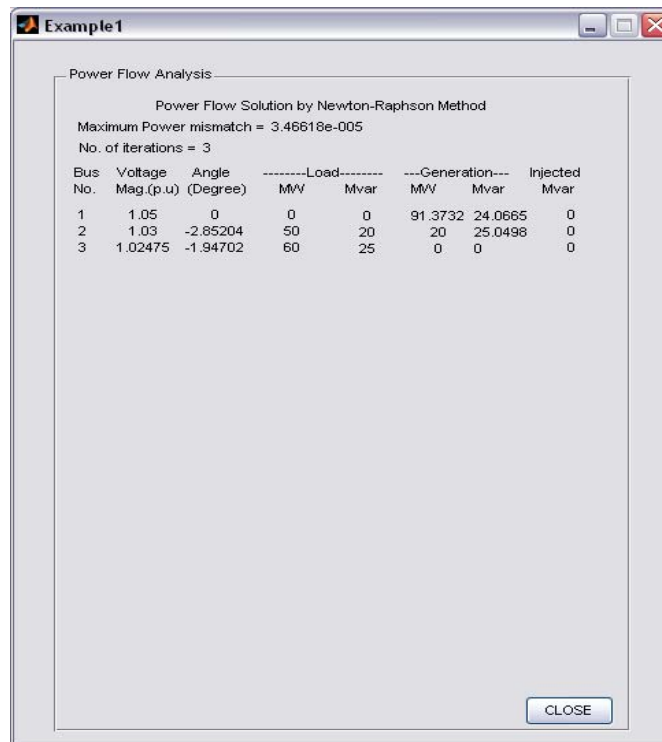 Example1
Power Flow Analysis
Power Flow Solution by Newton-Raphson Method
Maximum Power mismatch = 3.46618e-005
No. of iterations = 3
Bus Voltage Angle --------Load-------- ---Generation--- Injected
No. Mag.(p.u) (Degree) MW Mvar MW Mvar Mvar
1 1.05 0 0 0 91.3732 24.0665 0
2 1.03 -2.85204 50 20 20 25.0498 0
3 1.02475 -1.94702 60 25 0 0 0
CLOSE